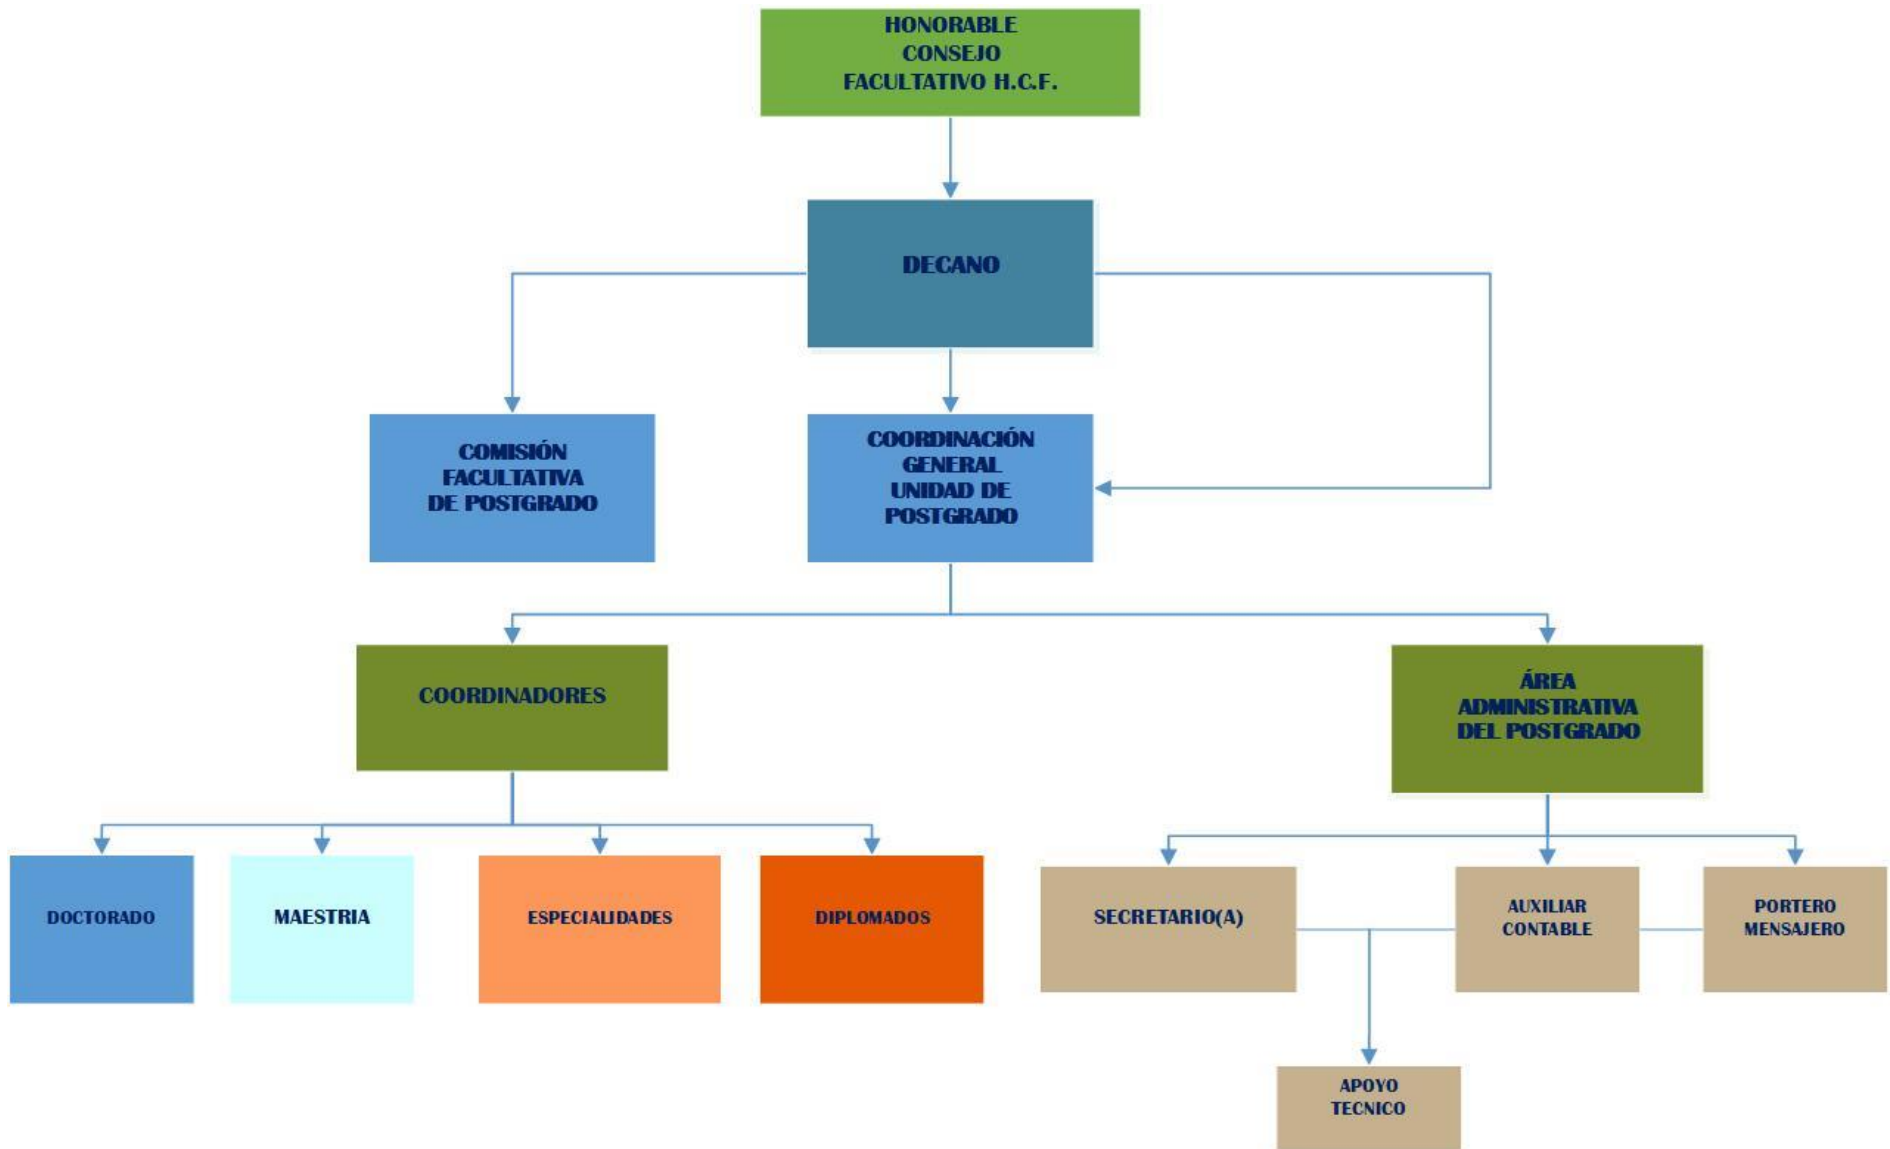 HONORABLE
CONSEJO
FACULTATIVO H.C.F.
DECANO
COMISIÓN
FACULTATIVA
DE POSTGRADO
COORDINACIÓN
GENERAL
UNIDAD DE
POSTGRADO
COORDINADORES
ÁREA
ADMINISTRATIVA
DEL POSTGRADO
DOCTORADO
MAESTRIA
ESPECIALIDADES
DIPLOMADOS
SECRETARIO(A)
AUXILIAR
CONTABLE
PORTERO
MENSAJERO
APOYO
TECNICO